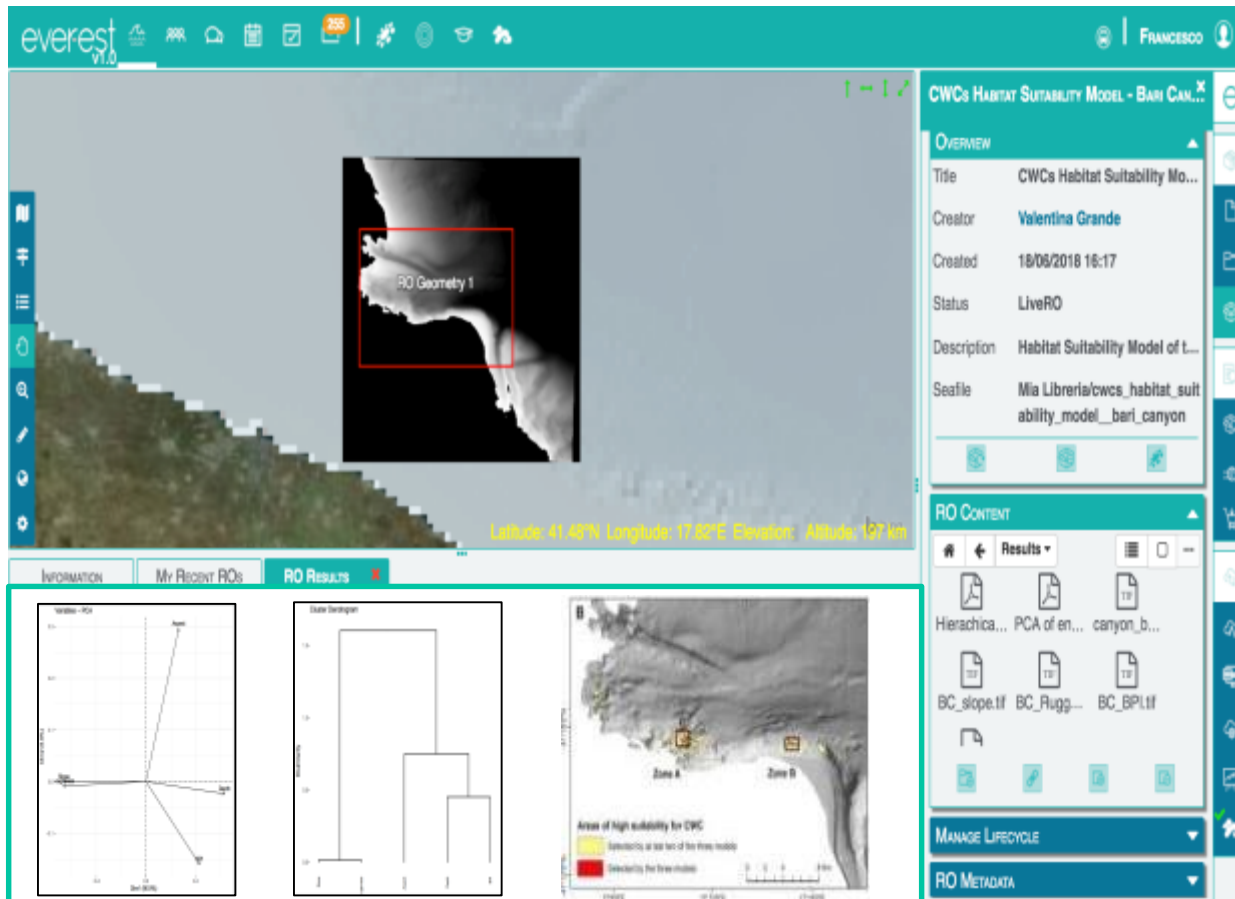 everest
v1.0
255
Francesco
CWCs Habitat Suitability Model - Bari Can...
Overview
Title CWCs Habitat Suitability Mo...
Creator Valentina Grande
Created 18/06/2018 16:17
Status LiveRO
Description Habitat Suitability Model of t...
Seafile Mia Libreria/cwcs_habitat_suit
ability_model__bari_canyon
RO Geometry 1
Latitude: 41.48°N Longitude: 17.82°E Elevation: Altitude: 197 km
RO Content
Results
Hierachica... PCA of en... canyon_b...
BC_slope.tif BC_Rugg... BC_BPI.tif
Manage Lifecycle
RO Metadata
Information My Recent ROs RO Results
Variables - PCA
Cluster Dendrogram
B
Zone A Zone B
Areas of high suitability for CWC
Selected by at last two of the three models
Selected by the three models